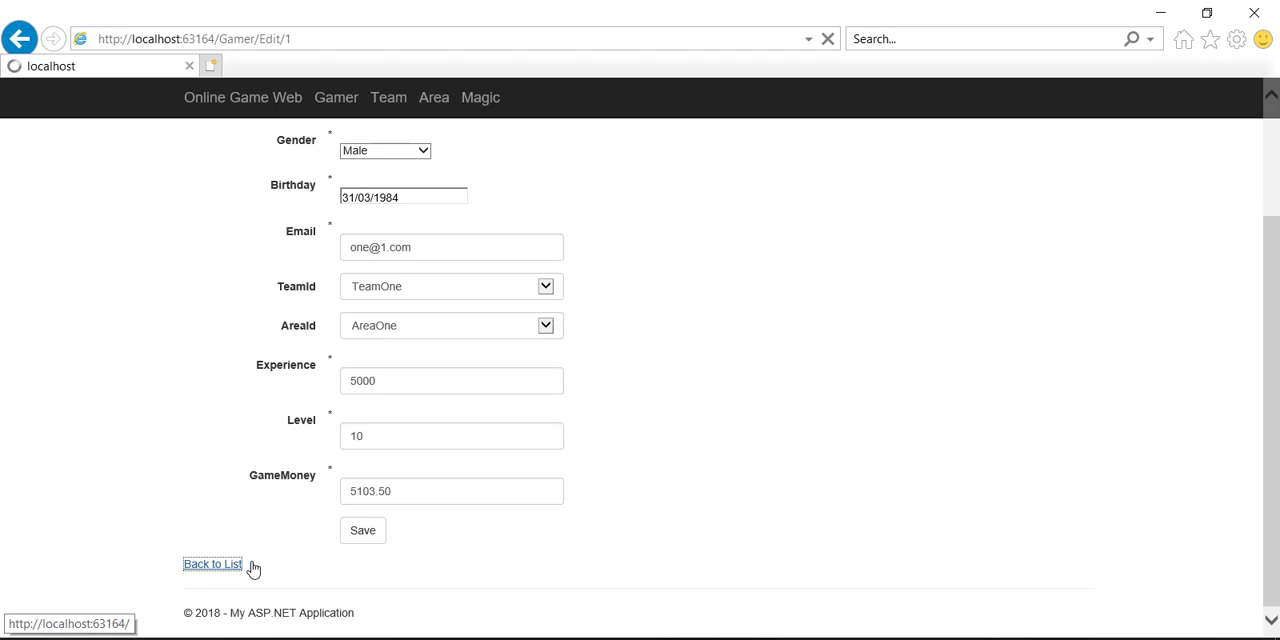 http://localhost:63164/Gamer/Edit/1
Search...
localhost
Online Game Web Gamer Team Area Magic
Gender * Male
Birthday * 31/03/1984
Email * one@1.com
TeamId TeamOne
AreaId AreaOne
Experience * 5000
Level * 10
GameMoney * 5103.50
Save
Back to List
© 2018 - My ASP.NET Application
http://localhost:63164/